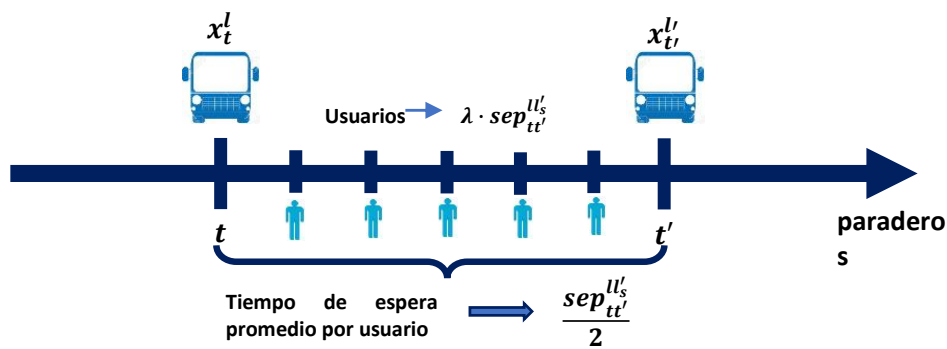 x_t^l x_{t'}^{l'}
Usuarios λ · sep_{tt'}^{ll'_s}
t t'
paradero
s
Tiempo de espera
promedio por usuario
sep_{tt'}^{ll'_s}
2